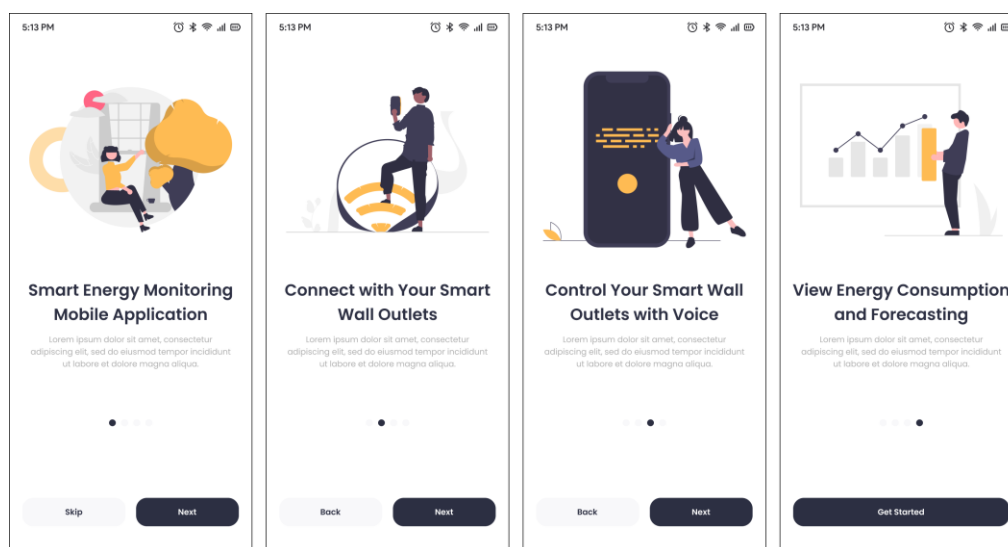 5:13 PM
Smart Energy Monitoring
Mobile Application
Lorem ipsum dolor sit amet, consectetur
adipiscing elit, sed do eiusmod tempor incididunt
ut labore et dolore magna aliqua.
Skip
Next
5:13 PM
Connect with Your Smart
Wall Outlets
Lorem ipsum dolor sit amet, consectetur
adipiscing elit, sed do eiusmod tempor incididunt
ut labore et dolore magna aliqua.
Back
Next
5:13 PM
Control Your Smart Wall
Outlets with Voice
Lorem ipsum dolor sit amet, consectetur
adipiscing elit, sed do eiusmod tempor incididunt
ut labore et dolore magna aliqua.
Back
Next
5:13 PM
View Energy Consumption
and Forecasting
Lorem ipsum dolor sit amet, consectetur
adipiscing elit, sed do eiusmod tempor incididunt
ut labore et dolore magna aliqua.
Get Started